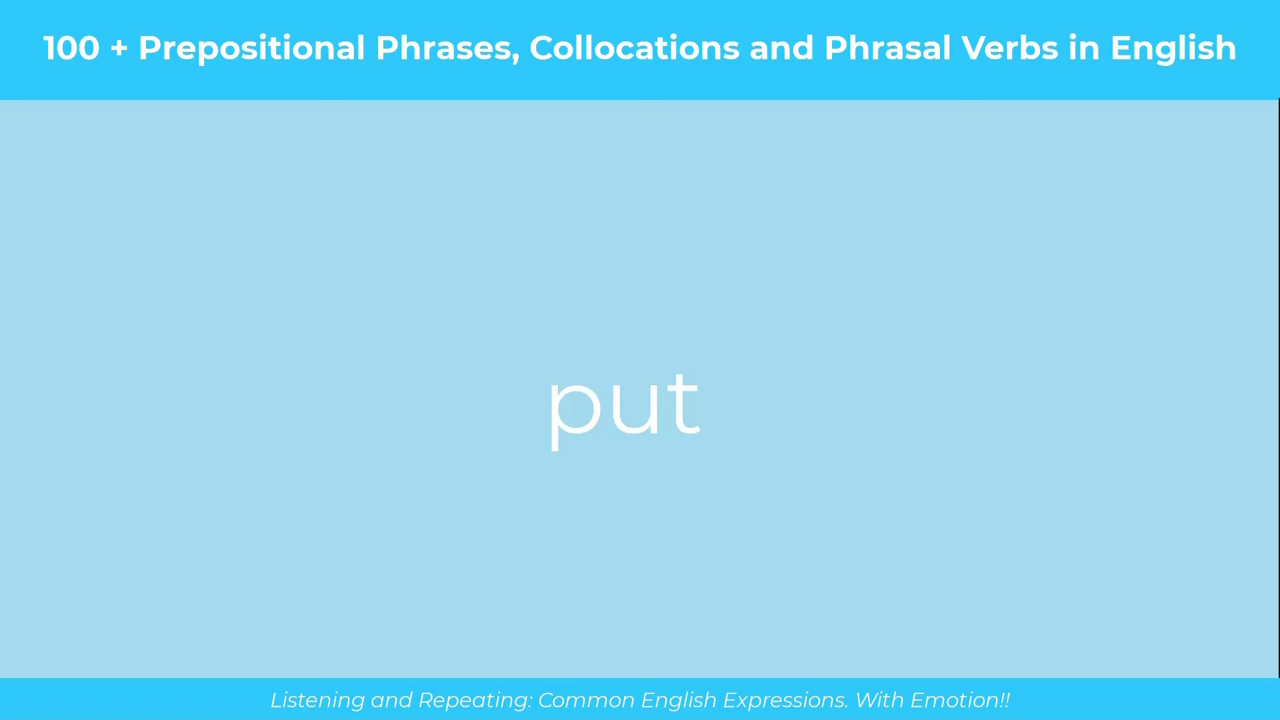 100 + Prepositional Phrases, Collocations and Phrasal Verbs in English
put
Listening and Repeating: Common English Expressions. With Emotion!!